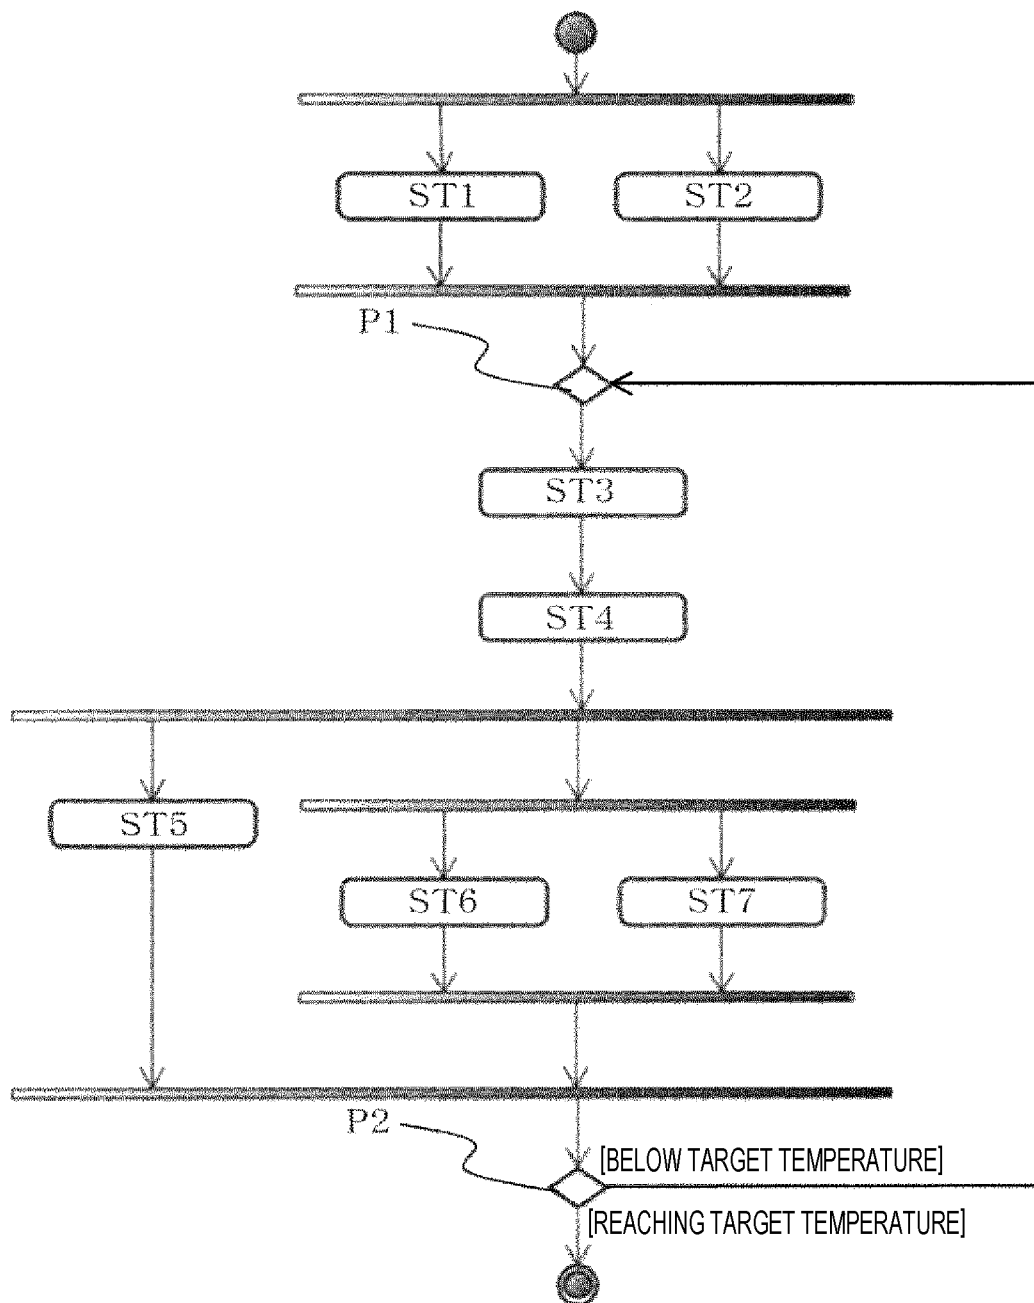 ST1
ST2
P1
ST3
ST4
ST5
ST6
ST7
P2
[BELOW TARGET TEMPERATURE]
[REACHING TARGET TEMPERATURE]